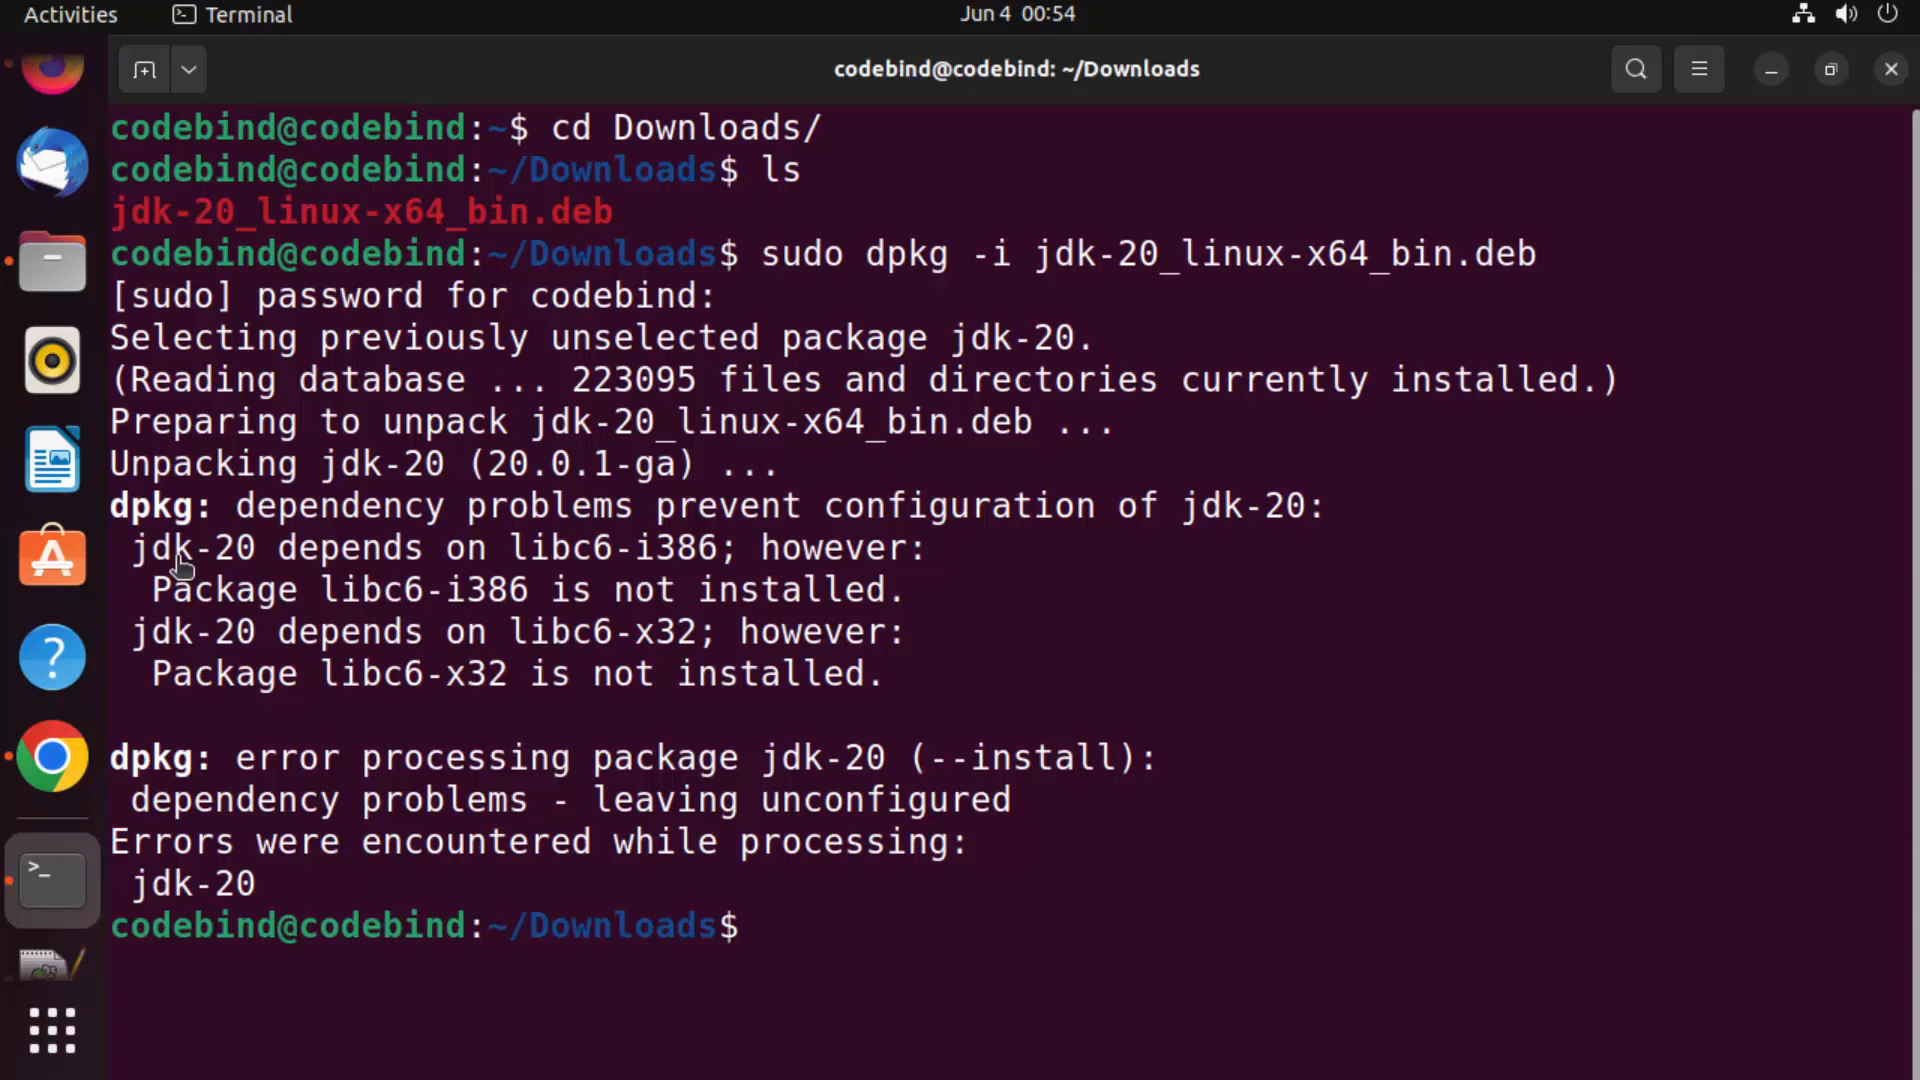 Activities Terminal Jun 4 00:54
codebind@codebind: ~/Downloads
codebind@codebind:~$ cd Downloads/
codebind@codebind:~/Downloads$ ls
jdk-20_linux-x64_bin.deb
codebind@codebind:~/Downloads$ sudo dpkg -i jdk-20_linux-x64_bin.deb
[sudo] password for codebind:
Selecting previously unselected package jdk-20.
(Reading database ... 223095 files and directories currently installed.)
Preparing to unpack jdk-20_linux-x64_bin.deb ...
Unpacking jdk-20 (20.0.1-ga) ...
dpkg: dependency problems prevent configuration of jdk-20:
 jdk-20 depends on libc6-i386; however:
  Package libc6-i386 is not installed.
 jdk-20 depends on libc6-x32; however:
  Package libc6-x32 is not installed.
dpkg: error processing package jdk-20 (--install):
 dependency problems - leaving unconfigured
Errors were encountered while processing:
 jdk-20
codebind@codebind:~/Downloads$